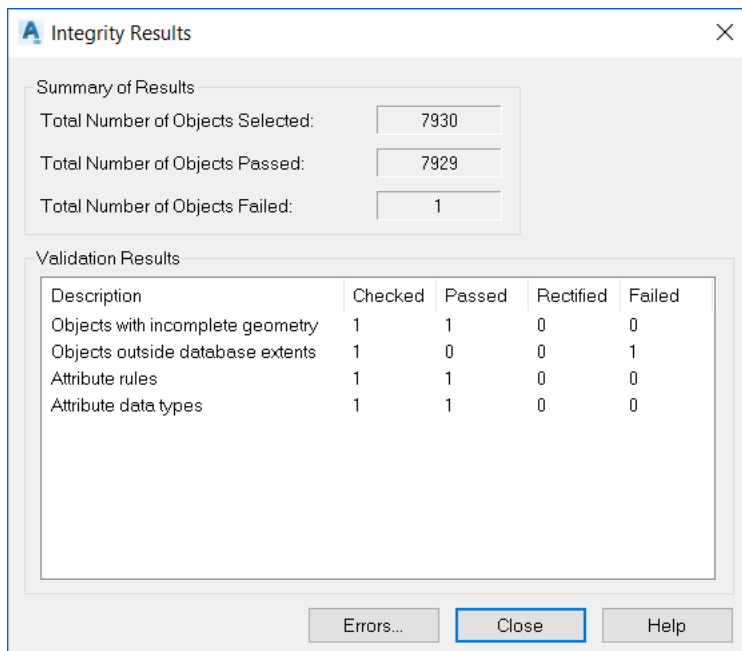 Integrity Results
Summary of Results
Total Number of Objects Selected: 7930
Total Number of Objects Passed: 7929
Total Number of Objects Failed: 1
Validation Results
Description Checked Passed Rectified Failed
Objects with incomplete geometry 1 1 0 0
Objects outside database extents 1 0 0 1
Attribute rules 1 1 0 0
Attribute data types 1 1 0 0
Errors... Close Help